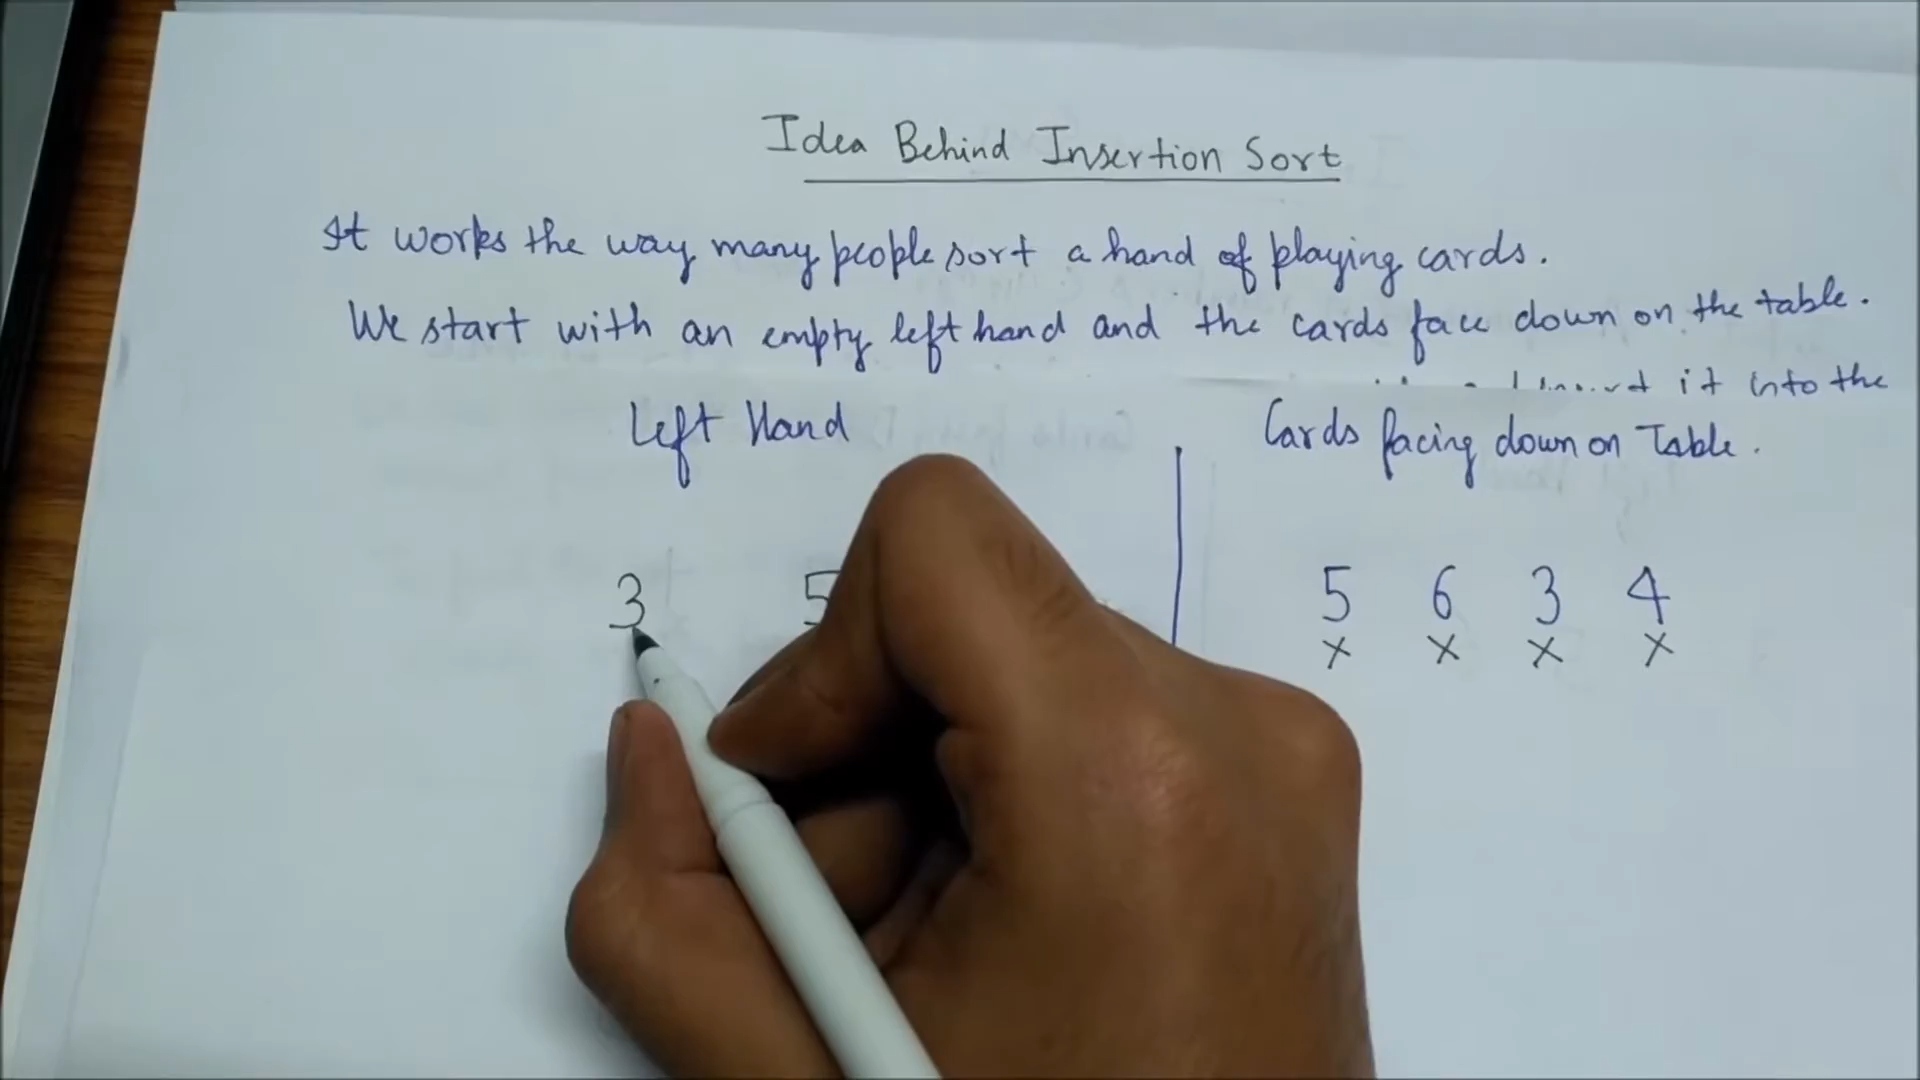 Idea Behind Insertion Sort
It works the way many people sort a hand of playing cards.
We start with an empty left hand and the cards face down on the table.
it into the
Left Hand
Cards facing down on Table.
3 5
5 6 3 4
x x x x